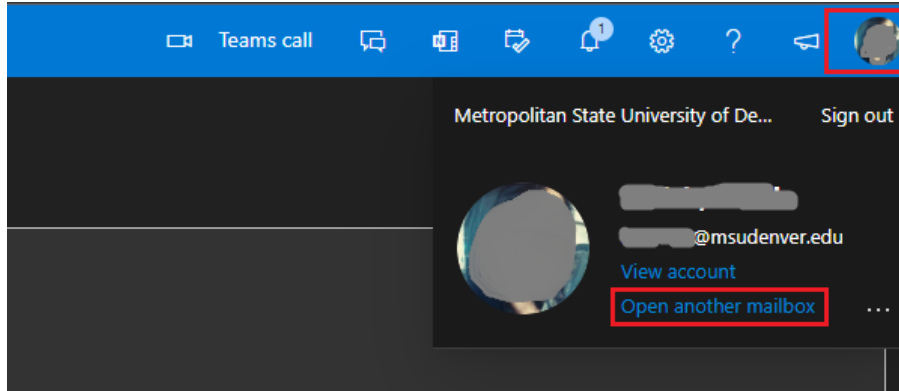 Teams call
1
Metropolitan State University of De...
Sign out
@msudenver.edu
View account
Open another mailbox
...